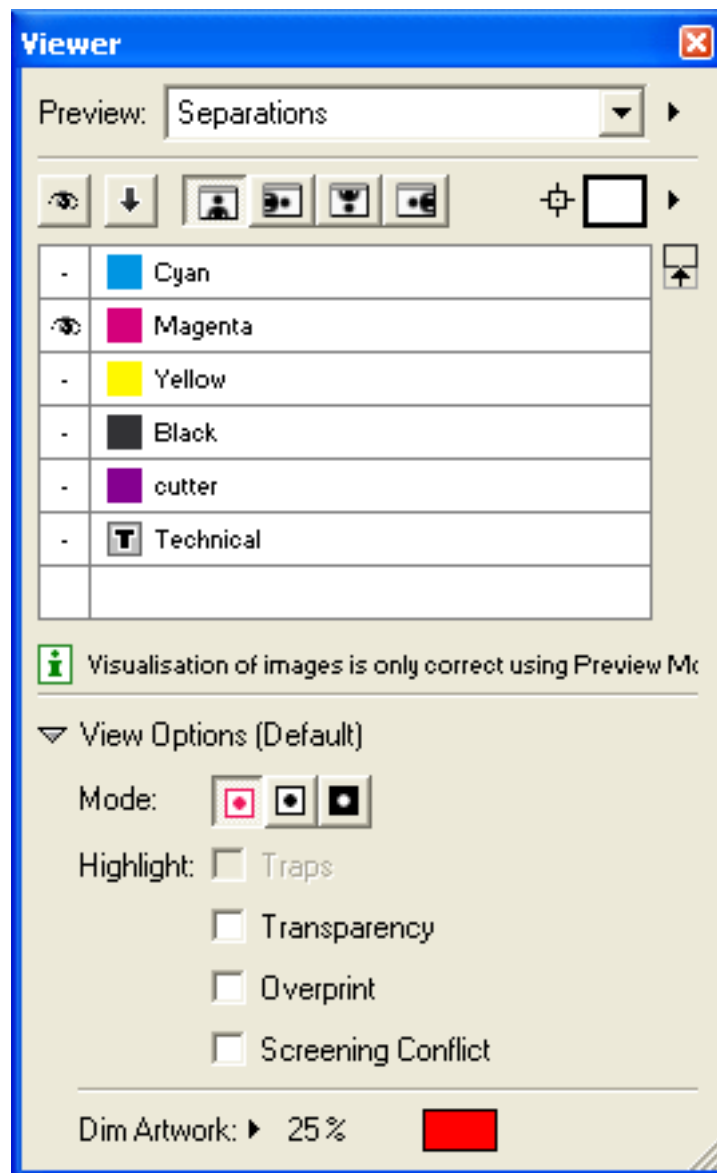 Viewer
Preview: Separations
- Cyan
Magenta
- Yellow
- Black
- cutter
- T Technical
i Visualisation of images is only correct using Preview Mo
View Options (Default)
Mode:
Highlight: Traps
Transparency
Overprint
Screening Conflict
Dim Artwork: 25%